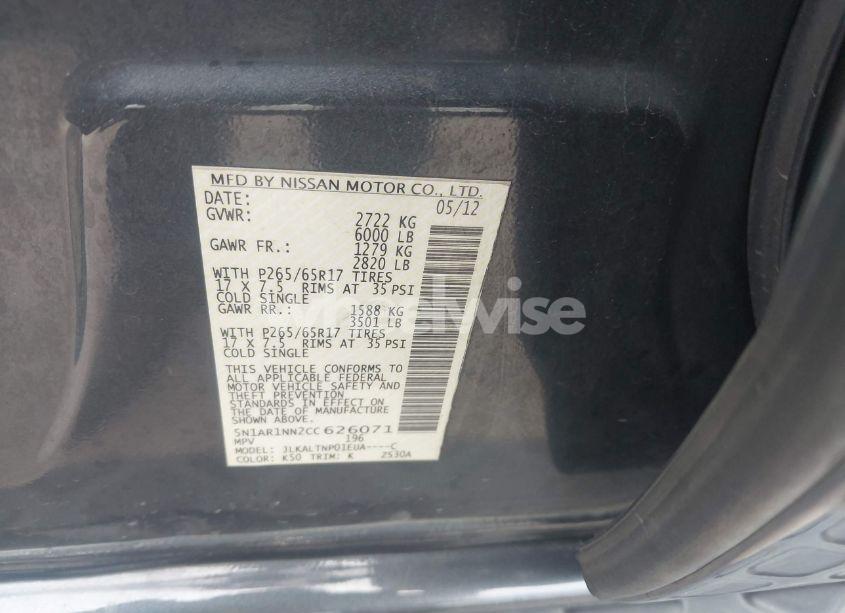 MFD BY NISSAN MOTOR CO., LTD.
DATE: 05/12
GVWR: 2722 KG
6000 LB
GAWR FR.: 1279 KG
2820 LB
WITH P265/65R17 TIRES
17 X 7.5 RIMS AT 35 PSI
COLD SINGLE
GAWR RR.: 1588 KG
3501 LB
WITH P265/65R17 TIRES
17 X 7.5 RIMS AT 35 PSI
COLD SINGLE
THIS VEHICLE CONFORMS TO
ALL APPLICABLE FEDERAL
MOTOR VEHICLE SAFETY AND
THEFT PREVENTION
STANDARDS IN EFFECT ON
THE DATE OF MANUFACTURE
SHOWN ABOVE.
5N1AR1NN2CC626071
MPV 196
MODEL: JLKALTNP01EUA----C
COLOR: K50 TRIM: K ZS30A